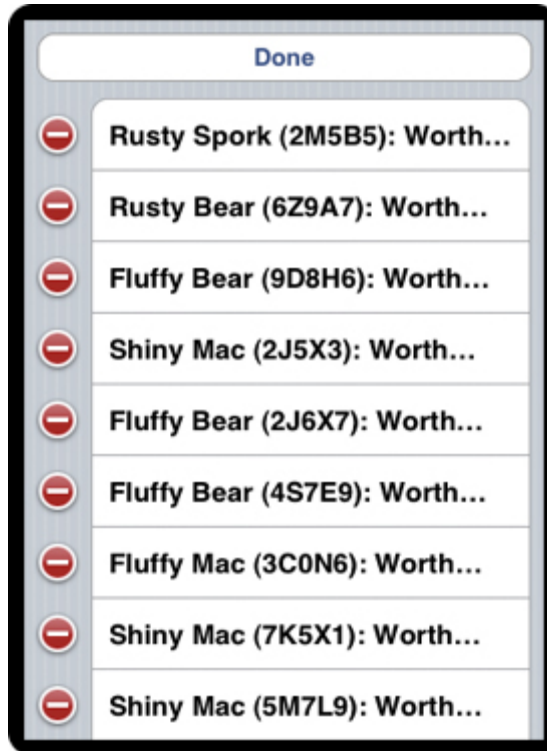 Done
Rusty Spork (2M5B5): Worth...
Rusty Bear (6Z9A7): Worth...
Fluffy Bear (9D8H6): Worth...
Shiny Mac (2J5X3): Worth...
Fluffy Bear (2J6X7): Worth...
Fluffy Bear (4S7E9): Worth...
Fluffy Mac (3C0N6): Worth...
Shiny Mac (7K5X1): Worth...
Shiny Mac (5M7L9): Worth...